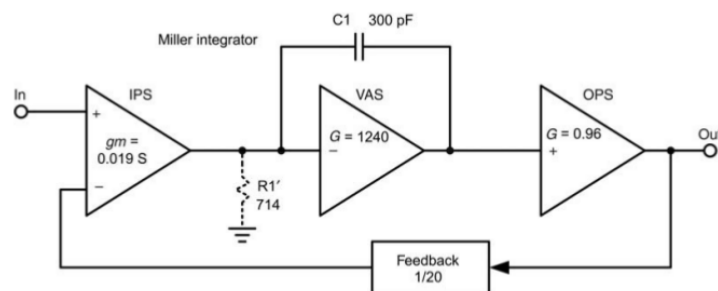 C1 300 pF
Miller integrator
In
IPS
VAS
OPS
Ou
+
gm =
0.019 S
−
G = 1240
−
G = 0.96
+
R1′
714
Feedback
1/20